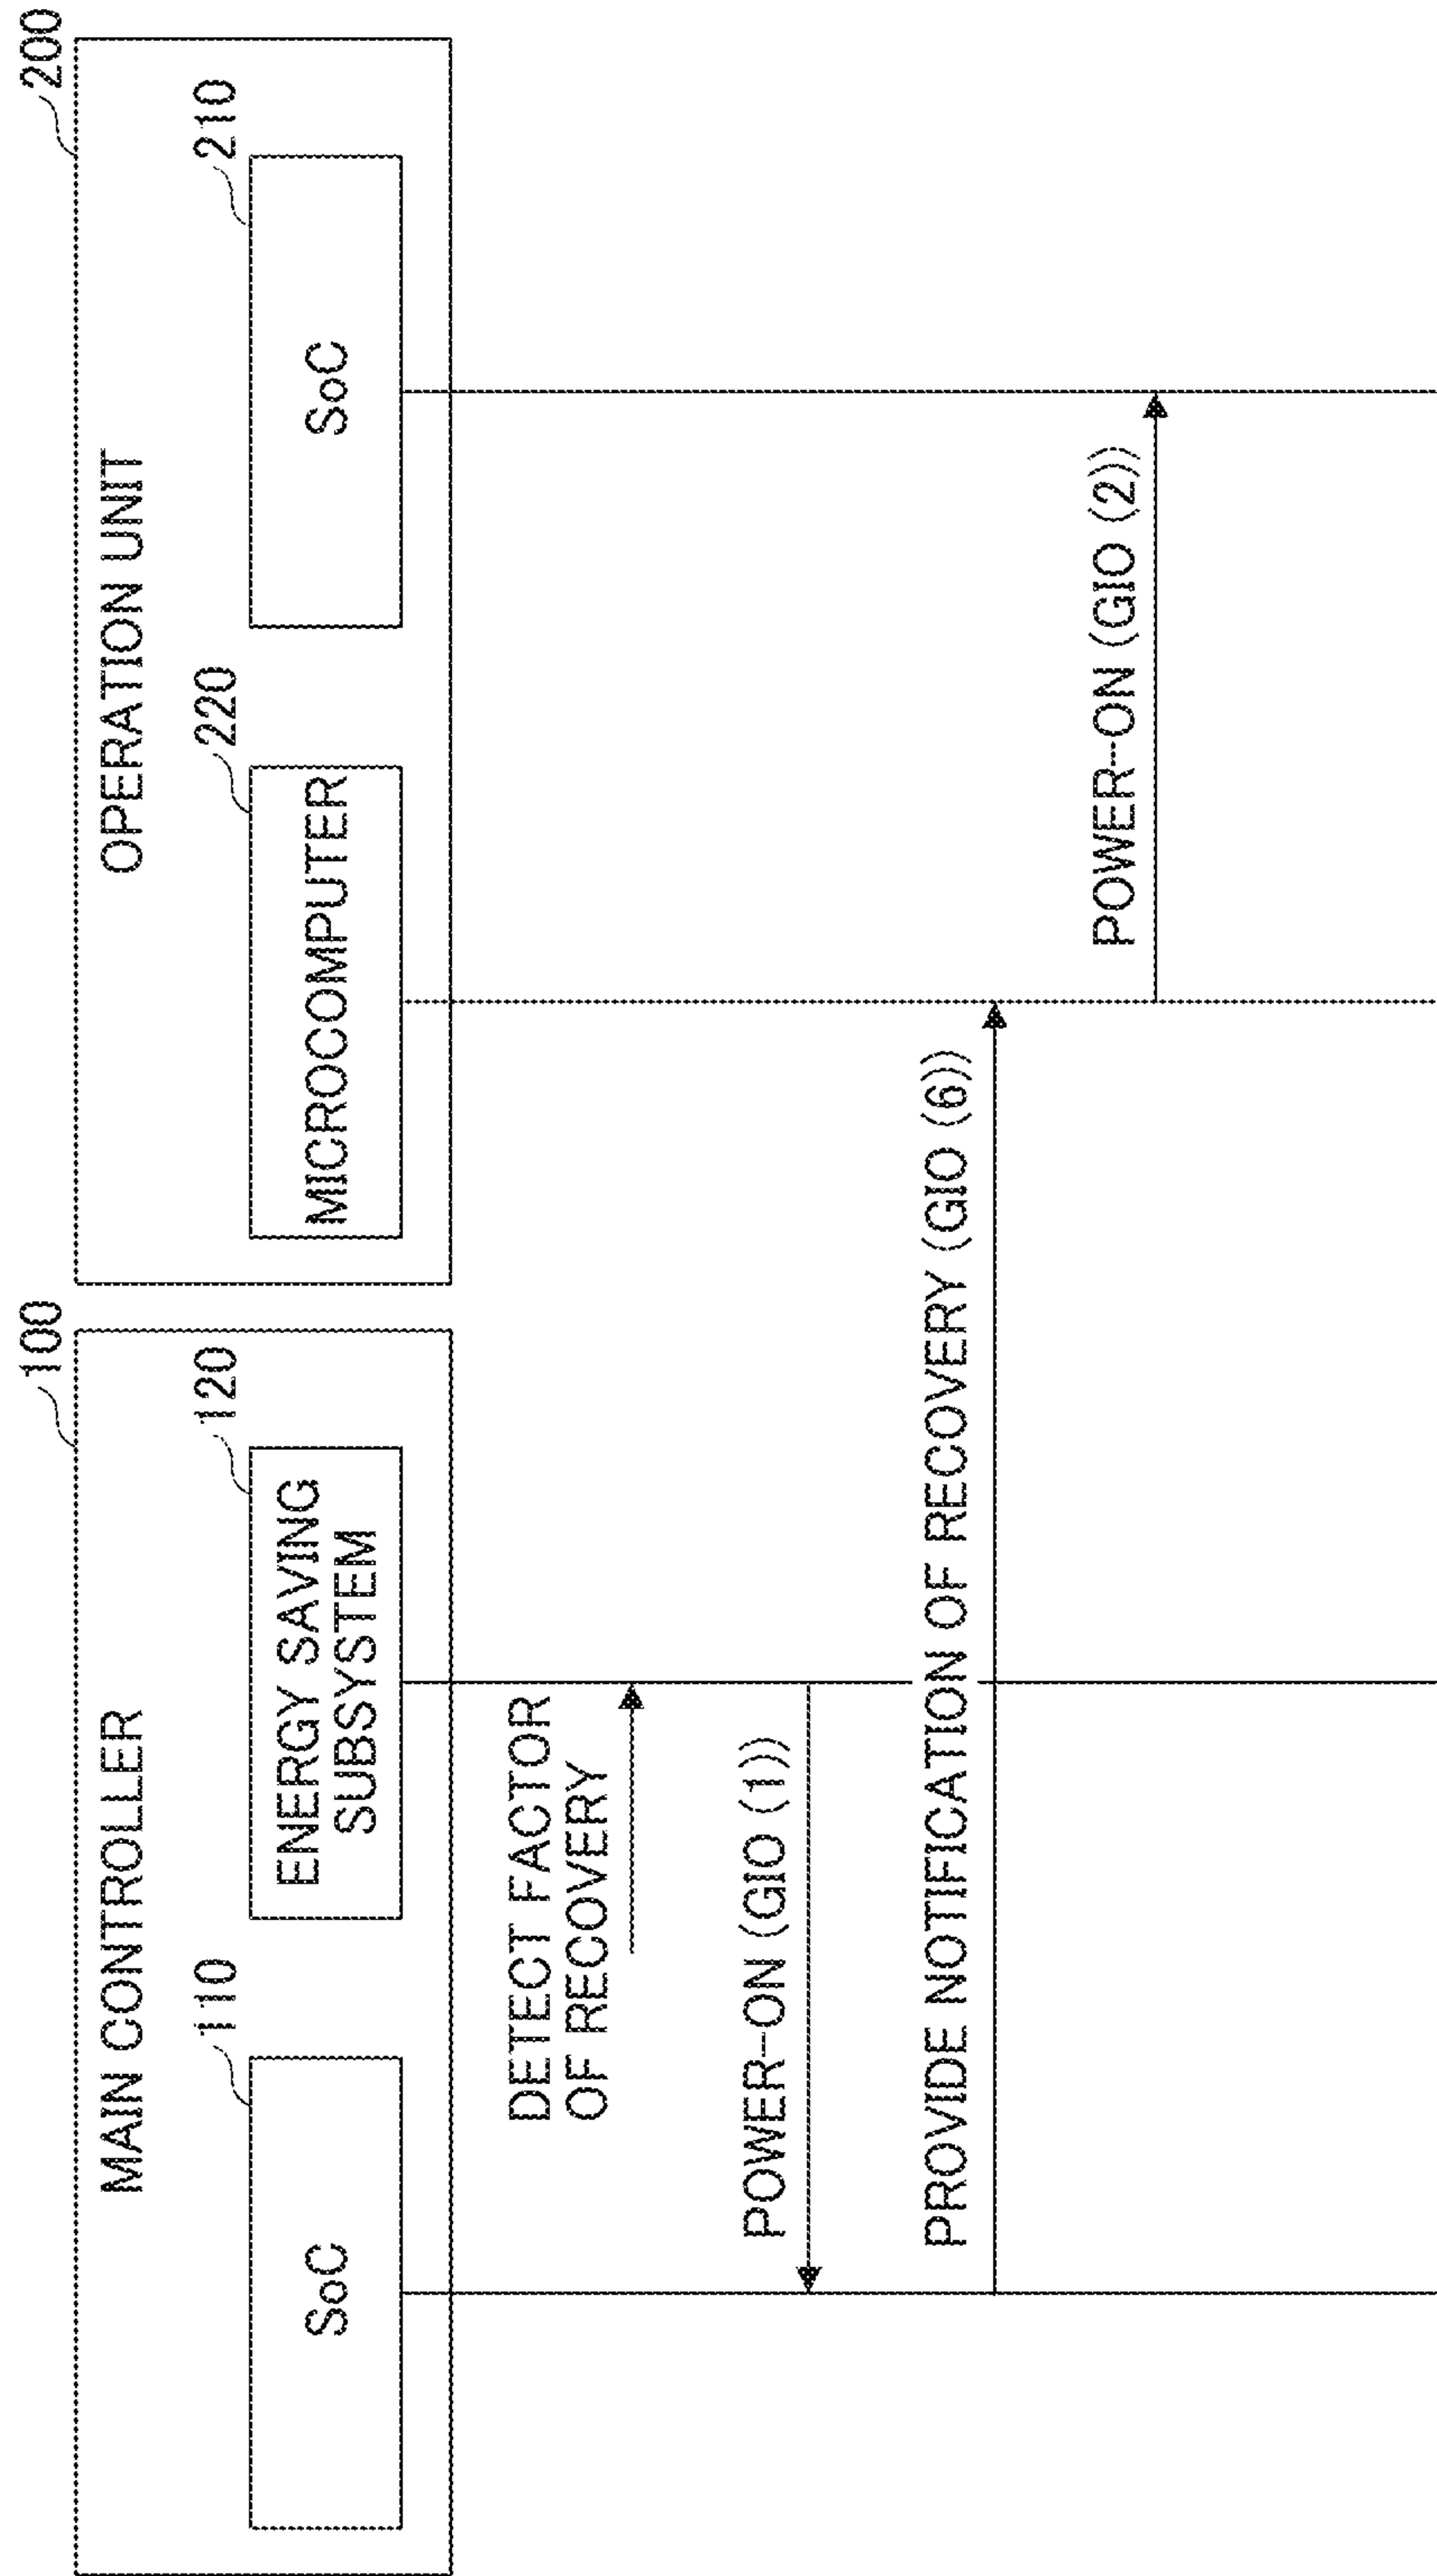 100
200
MAIN CONTROLLER
OPERATION UNIT
110
120
220
210
SoC
ENERGY SAVING
SUBSYSTEM
MICROCOMPUTER
SoC
DETECT FACTOR
OF RECOVERY
POWER-ON (GIO (1))
PROVIDE NOTIFICATION OF RECOVERY (GIO (6))
POWER-ON (GIO (2))